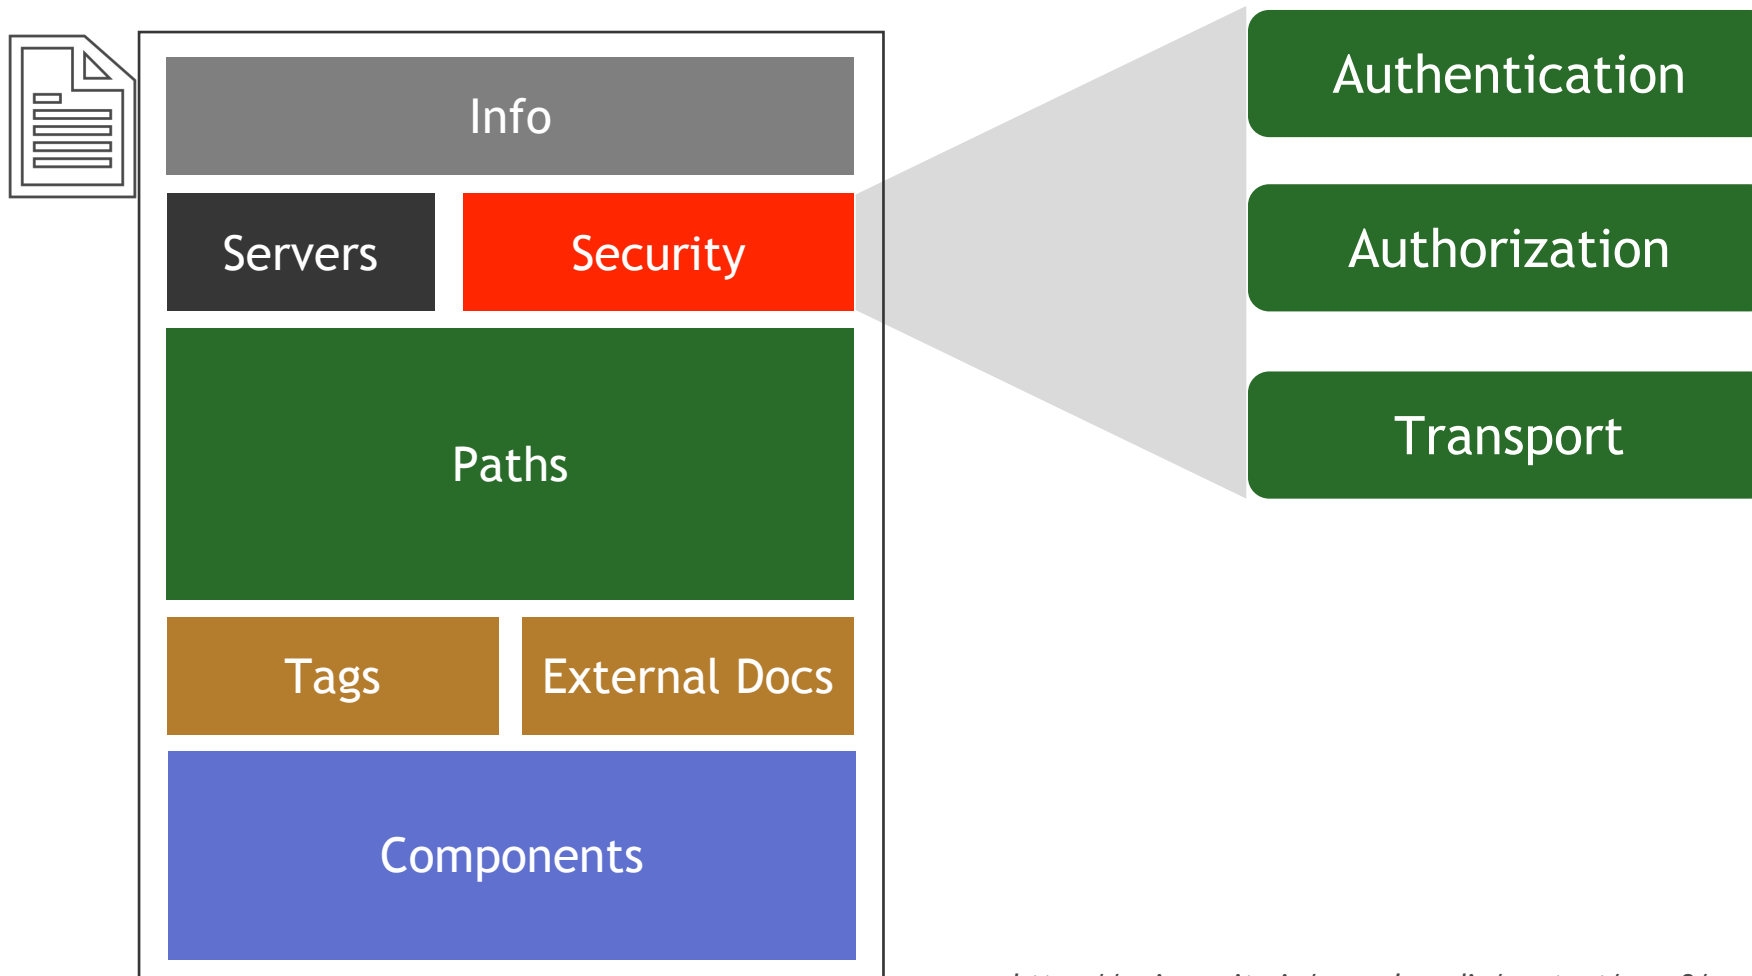 Info
Servers
Security
Paths
Tags
External Docs
Components
Authentication
Authorization
Transport